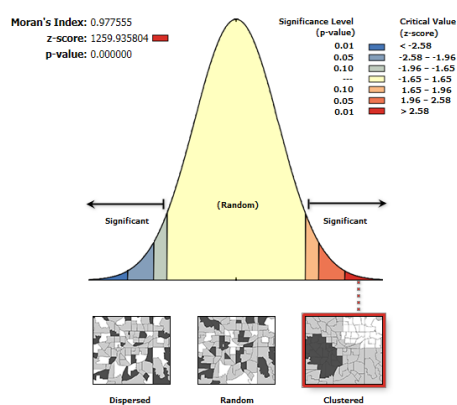 Moran's Index: 0.977555
z-score: 1259.935804
p-value: 0.000000
Significance Level
(p-value)
Critical Value
(z-score)
0.01 < -2.58
0.05 -2.58 – -1.96
0.10 -1.96 – -1.65
--- -1.65 – 1.65
0.10 1.65 – 1.96
0.05 1.96 – 2.58
0.01 > 2.58
(Random)
Significant Significant
Dispersed Random Clustered